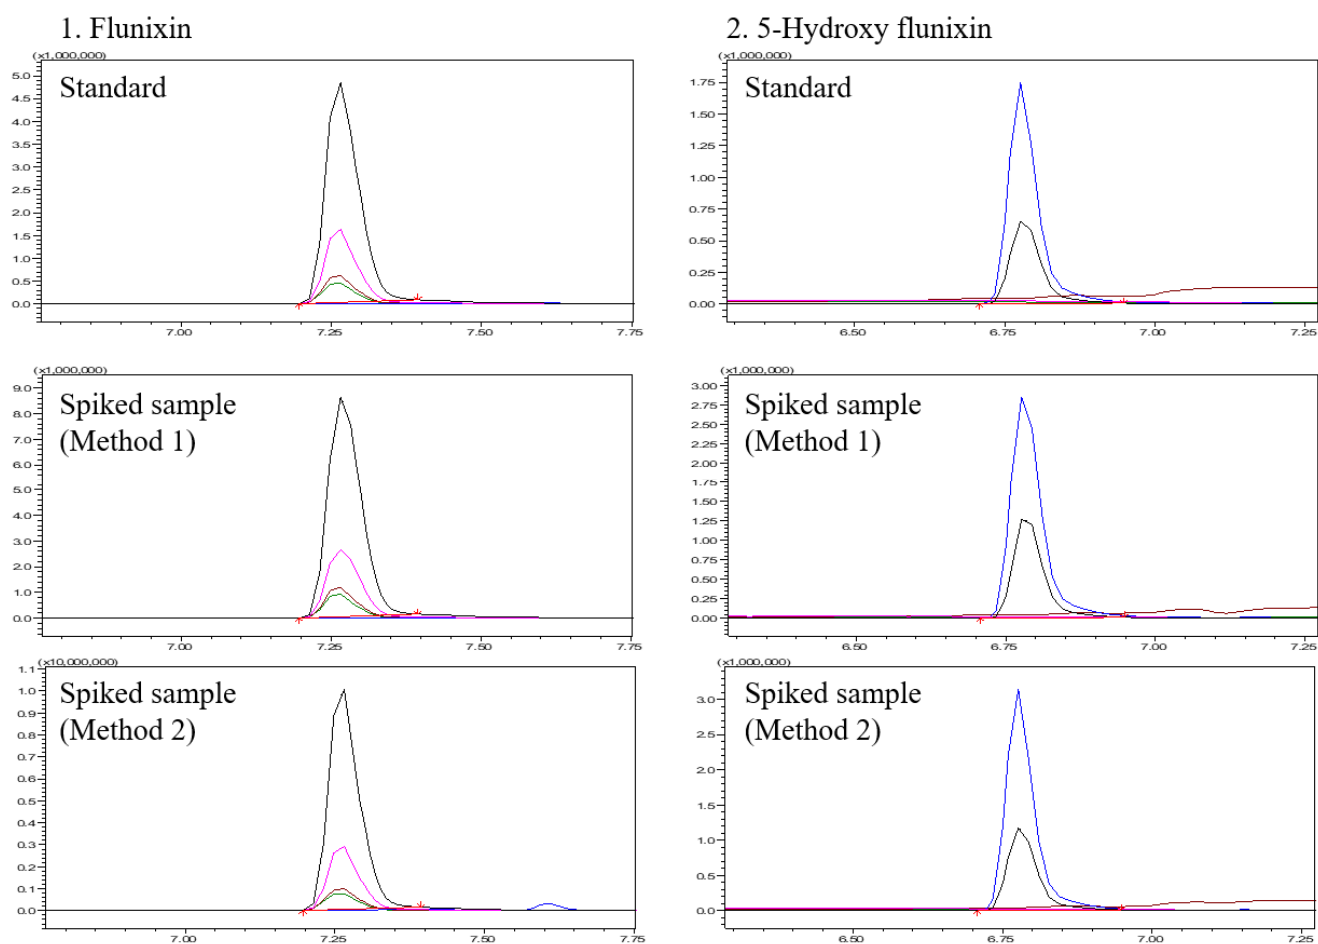 1. Flunixin
2. 5-Hydroxy flunixin
(x1,000,000)
Standard
5.0
4.5
4.0
3.5
3.0
2.5
2.0
1.5
1.0
0.5
0.0
7.00 7.25 7.50 7.75
(x1,000,000)
Standard
1.75
1.50
1.25
1.00
0.75
0.50
0.25
0.00
6.50 6.75 7.00 7.25
(x1,000,000)
Spiked sample
(Method 1)
9.0
8.0
7.0
6.0
5.0
4.0
3.0
2.0
1.0
0.0
7.00 7.25 7.50 7.75
(x1,000,000)
Spiked sample
(Method 1)
3.00
2.75
2.50
2.25
2.00
1.75
1.50
1.25
1.00
0.75
0.50
0.25
0.00
6.50 6.75 7.00 7.25
(x10,000,000)
Spiked sample
(Method 2)
1.1
1.0
0.9
0.8
0.7
0.6
0.5
0.4
0.3
0.2
0.1
0.0
7.00 7.25 7.50 7.75
(x1,000,000)
Spiked sample
(Method 2)
3.0
2.5
2.0
1.5
1.0
0.5
0.0
6.50 6.75 7.00 7.25